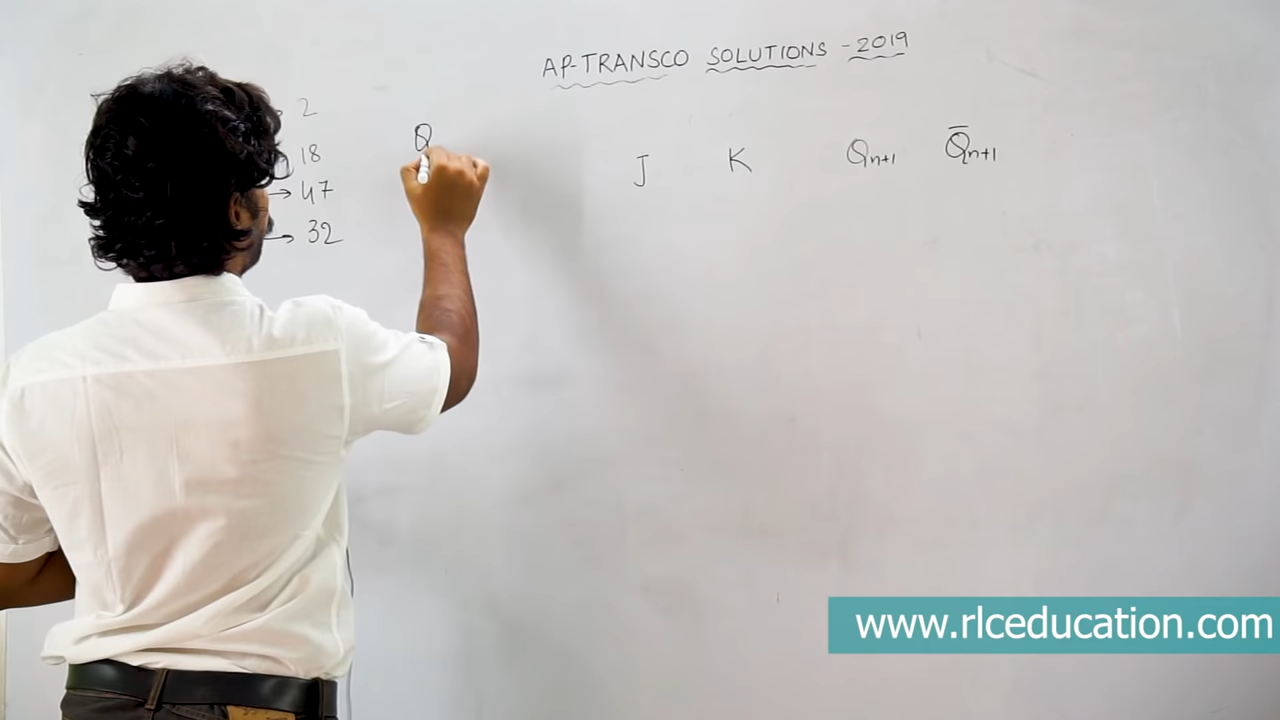 AP-TRANSCO SOLUTIONS - 2019
→ 2
18
→ 47
→ 32
Q
J K Qn+1 Q̄n+1
www.rlceducation.com